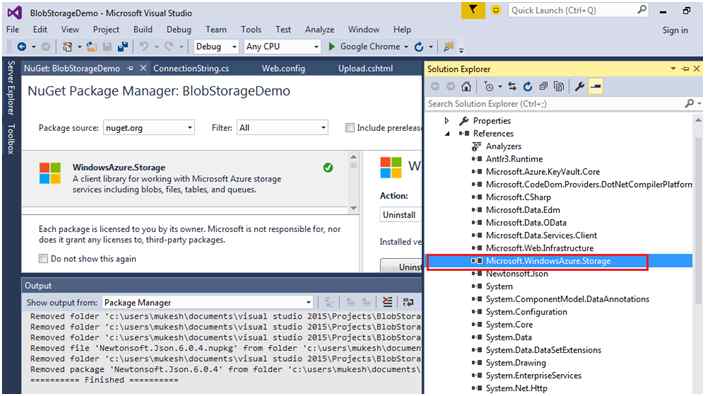 BlobStorageDemo - Microsoft Visual Studio
Quick Launch (Ctrl+Q)
File Edit View Project Build Debug Team Tools Test Analyze Window Help
Sign in
Debug Any CPU Google Chrome
Server Explorer
Toolbox
NuGet: BlobStorageDemo ConnectionString.cs Web.config Upload.cshtml
NuGet Package Manager: BlobStorageDemo
Package source: nuget.org Filter: All Include prerelease
WindowsAzure.Storage
A client library for working with Microsoft Azure storage
services including blobs, files, tables, and queues.
Each package is licensed to you by its owner. Microsoft is not responsible for, nor
does it grant any licenses to, third-party packages.
Do not show this again
W
Action:
Uninstall
Installed ve
Uninst
Output
Show output from: Package Manager
Removed folder 'c:\users\mukesh\documents\visual studio 2015\Projects\BlobStora
Removed folder 'c:\users\mukesh\documents\visual studio 2015\Projects\BlobStora
Removed folder 'c:\users\mukesh\documents\visual studio 2015\Projects\BlobStora
Removed file 'Newtonsoft.Json.6.0.4.nupkg' from folder 'c:\users\mukesh\documen
Removed folder 'c:\users\mukesh\documents\visual studio 2015\Projects\BlobStora
Removed package 'Newtonsoft.Json.6.0.4' from folder 'c:\users\mukesh\documents\
========== Finished ==========
Solution Explorer
Search Solution Explorer (Ctrl+;)
Properties
References
Analyzers
Antlr3.Runtime
Microsoft.Azure.KeyVault.Core
Microsoft.CodeDom.Providers.DotNetCompilerPlatform
Microsoft.CSharp
Microsoft.Data.Edm
Microsoft.Data.OData
Microsoft.Data.Services.Client
Microsoft.Web.Infrastructure
Microsoft.WindowsAzure.Storage
Newtonsoft.Json
System
System.ComponentModel.DataAnnotations
System.Configuration
System.Core
System.Data
System.Data.DataSetExtensions
System.Drawing
System.EnterpriseServices
System.Net.Http